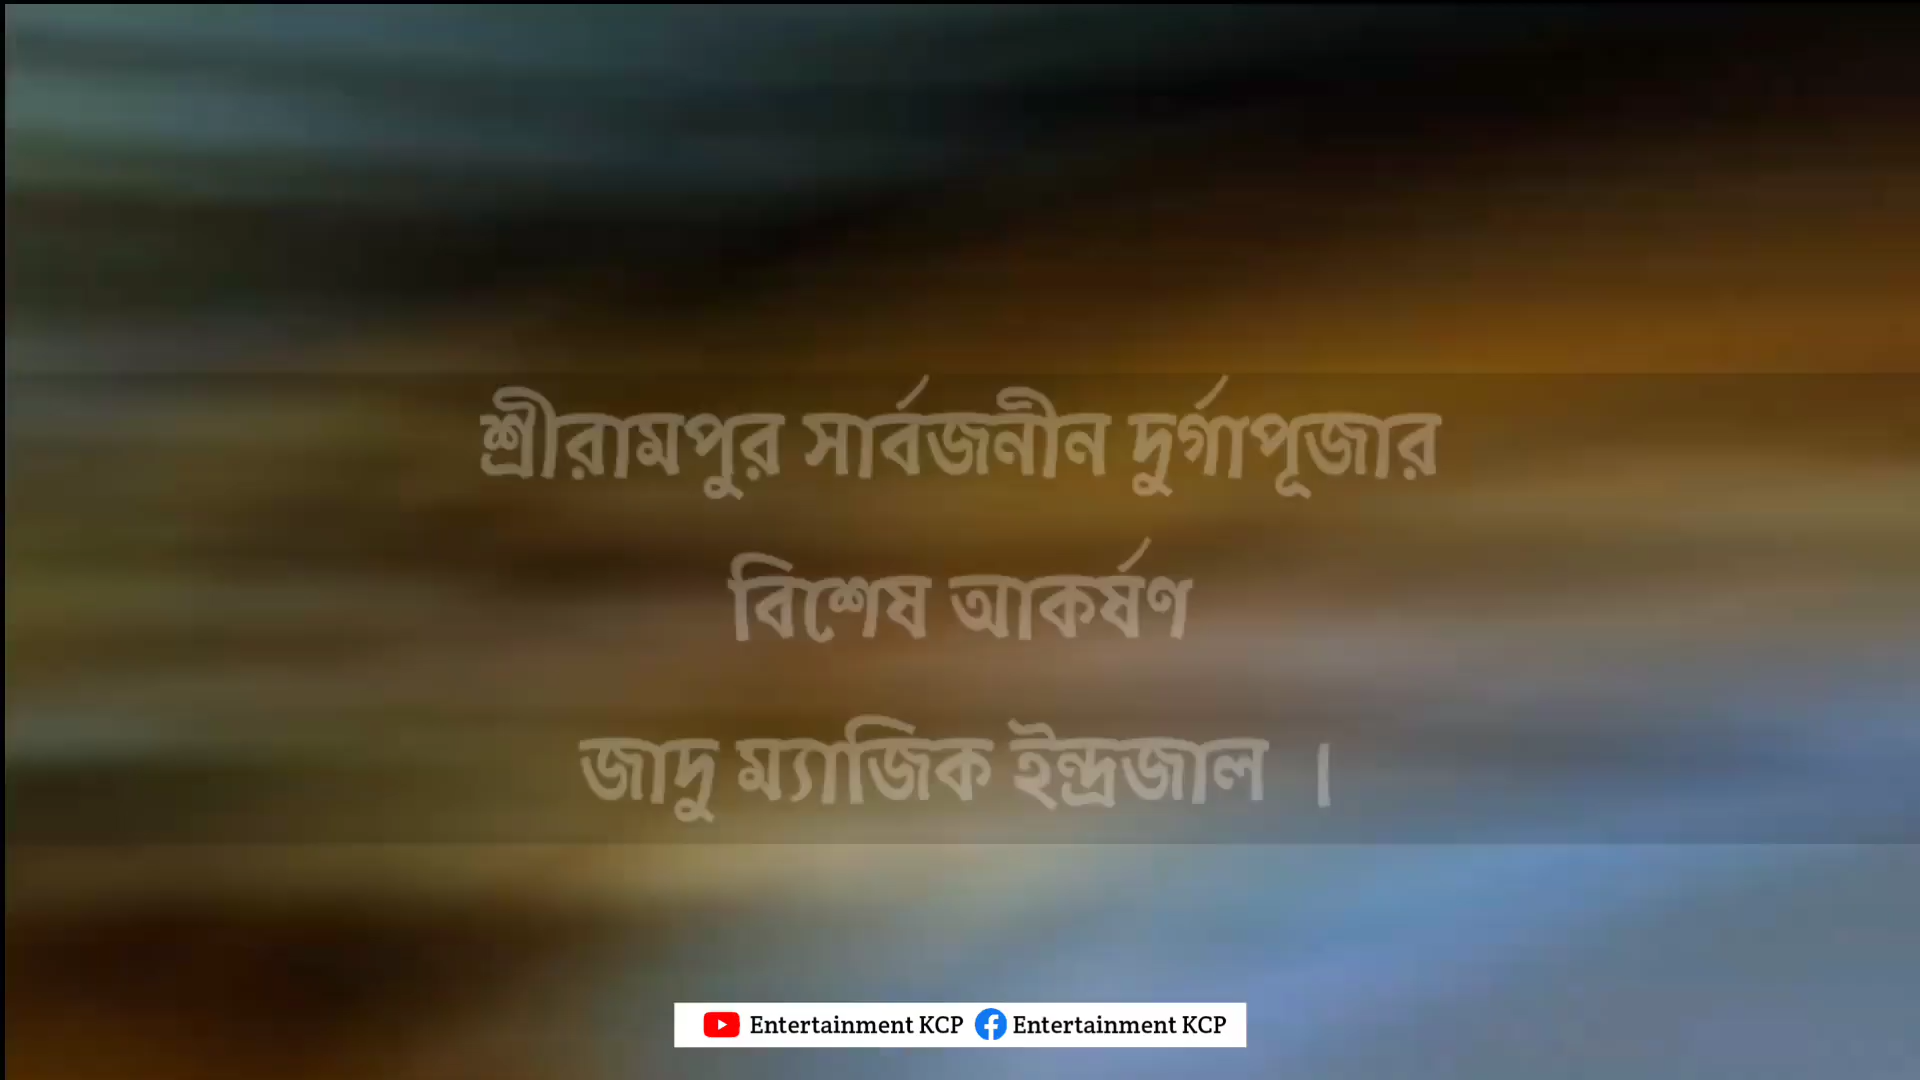 শ্রীরামপুর সার্বজনীন দুর্গাপূজার
বিশেষ আকর্ষণ
জাদু ম্যাজিক ইন্দ্রজাল ।
Entertainment KCP Entertainment KCP